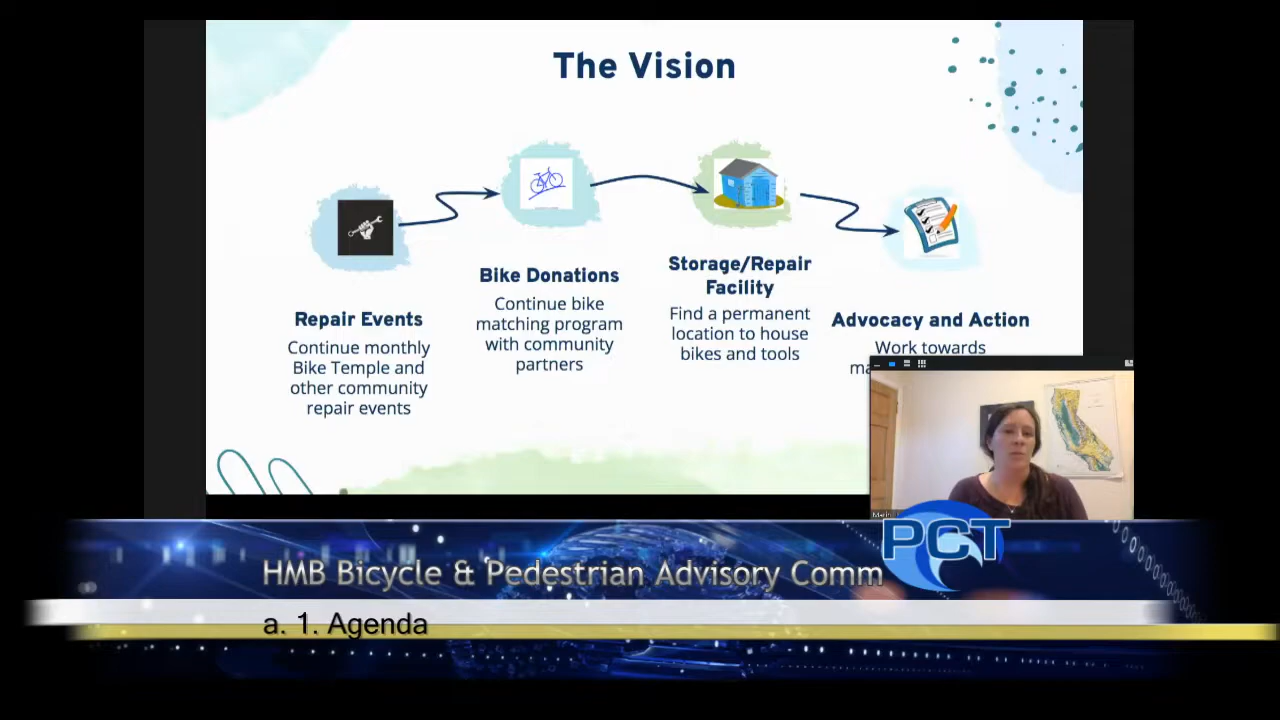 The Vision
Repair Events
Continue monthly
Bike Temple and
other community
repair events
Bike Donations
Continue bike
matching program
with community
partners
Storage/Repair
Facility
Find a permanent
location to house
bikes and tools
Advocacy and Action
Work towards
PCT
HMB Bicycle & Pedestrian Advisory Comm
a. 1. Agenda